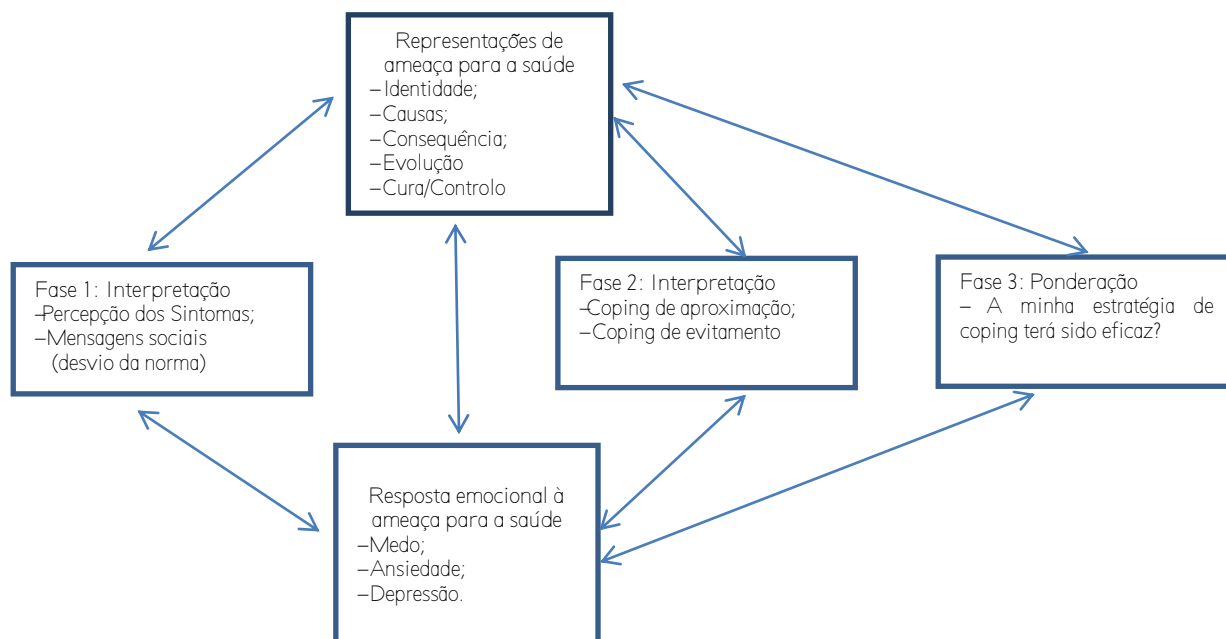 Representações de
ameaça para a saúde
–Identidade;
–Causas;
–Consequência;
–Evolução
–Cura/Controlo
Fase 1: Interpretação
–Percepção dos Sintomas;
–Mensagens sociais
(desvio da norma)
Fase 2: Interpretação
–Coping de aproximação;
–Coping de evitamento
Fase 3: Ponderação
– A minha estratégia de
coping terá sido eficaz?
Resposta emocional à
ameaça para a saúde
–Medo;
–Ansiedade;
–Depressão.